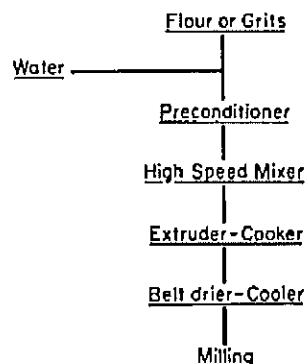 Flour or Grits
Water
Preconditioner
High Speed Mixer
Extruder-Cooker
Belt drier-Cooler
Milling